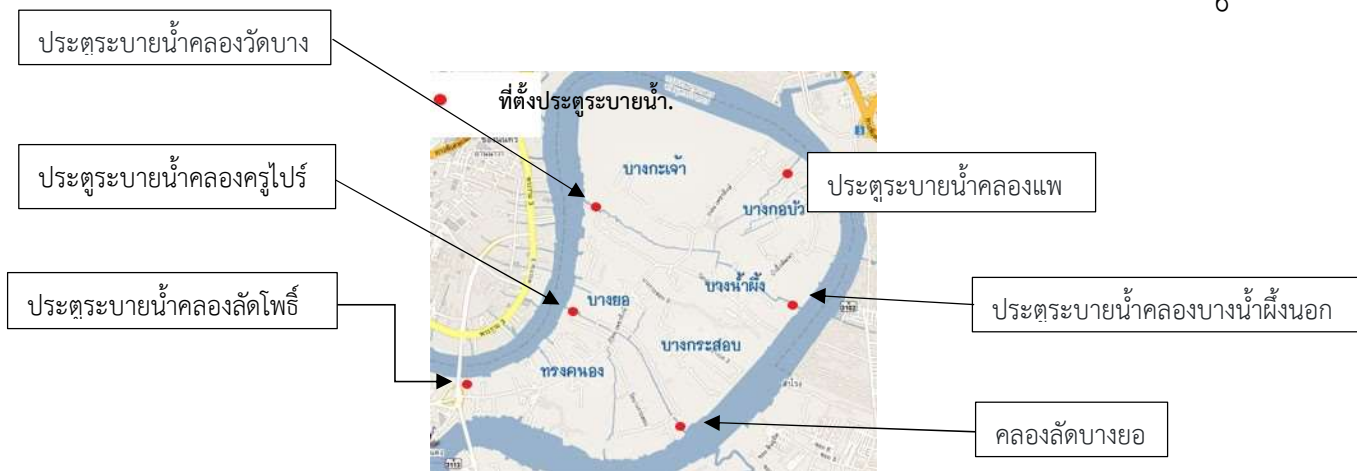 6
ประตูระบายน้ำคลองวัดบาง
ที่ตั้งประตูระบายน้ำ.
ประตูระบายน้ำคลองครูไปร์
บางกะเจ้า
ประตูระบายน้ำคลองแพ
บางกอบัว
ประตูระบายน้ำคลองลัดโพธิ์
บางน้ำผึ้ง
บางยอ
ประตูระบายน้ำคลองบางน้ำผึ้งนอก
บางกระสอบ
ทรงคนอง
สำโรง
คลองลัดบางยอ